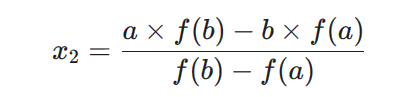 x₂ = (a × f(b) − b × f(a)) / (f(b) − f(a))